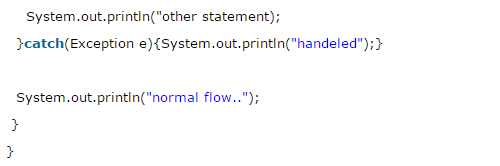 System.out.println("other statement);
}catch(Exception e){System.out.println("handeled");}
System.out.println("normal flow..");
}
}